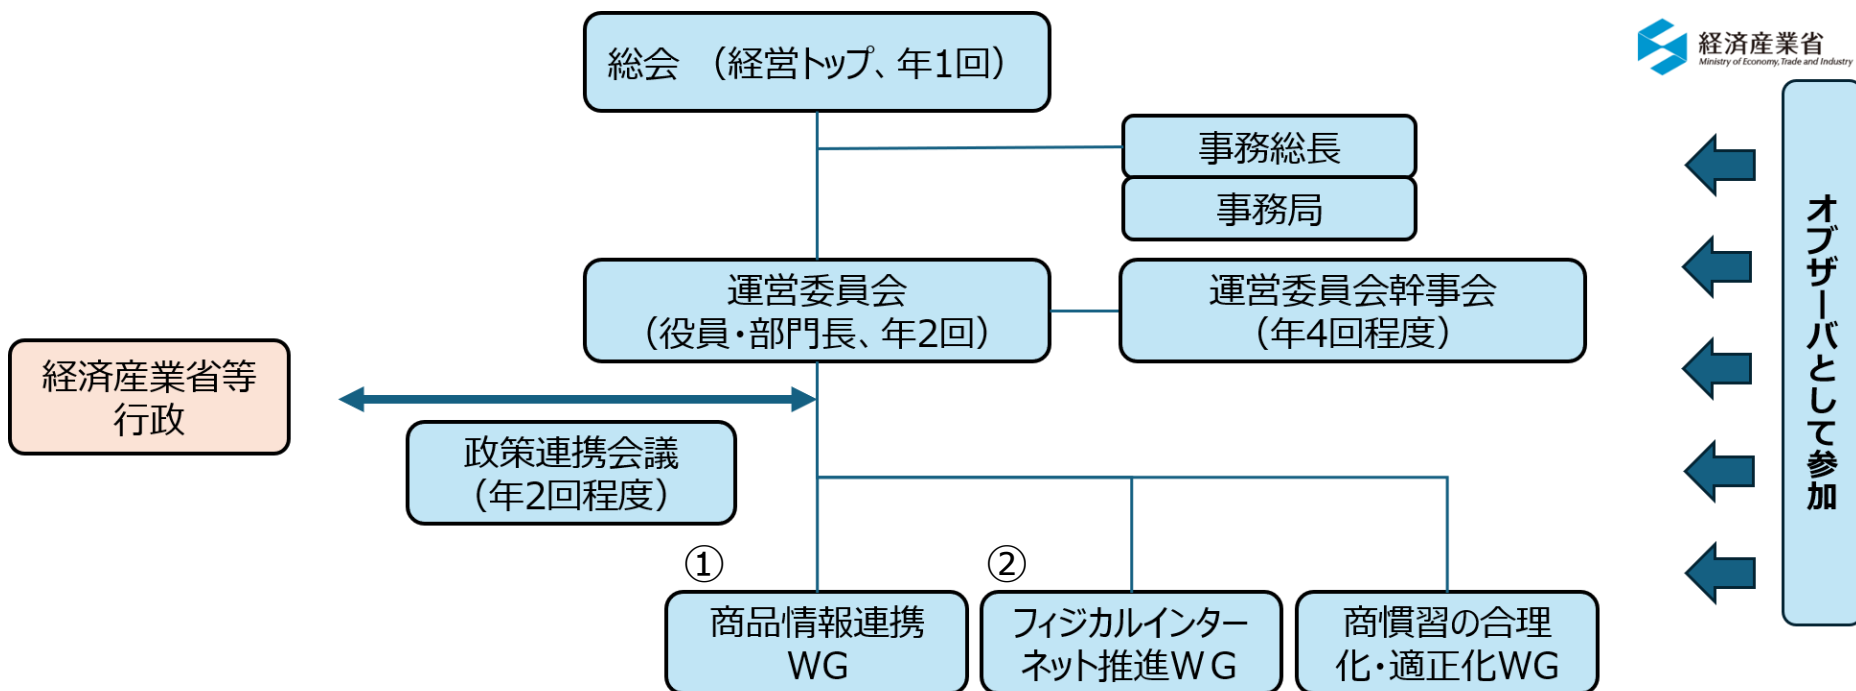 総会 （経営トップ、年1回）
経済産業省
Ministry of Economy, Trade and Industry
事務総長
事務局
運営委員会
（役員・部門長、年2回）
運営委員会幹事会
（年4回程度）
経済産業省等
行政
政策連携会議
（年2回程度）
オブザーバとして参加
①
②
商品情報連携
WG
フィジカルインター
ネット推進ＷＧ
商慣習の合理
化・適正化WG